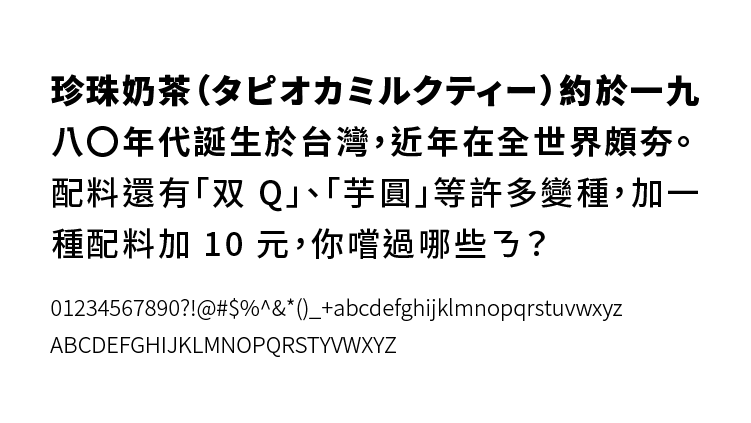 珍珠奶茶（タピオカミルクティー）約於一九
八〇年代誕生於台灣，近年在全世界頗夯。
配料還有「双 Q」、「芋圓」等許多變種，加一
種配料加 10 元，你嚐過哪些ㄋ？
01234567890?!@#$%^&*()_+abcdefghijklmnopqrstuvwxyz
ABCDEFGHIJKLMNOPQRSTYVWXYZ